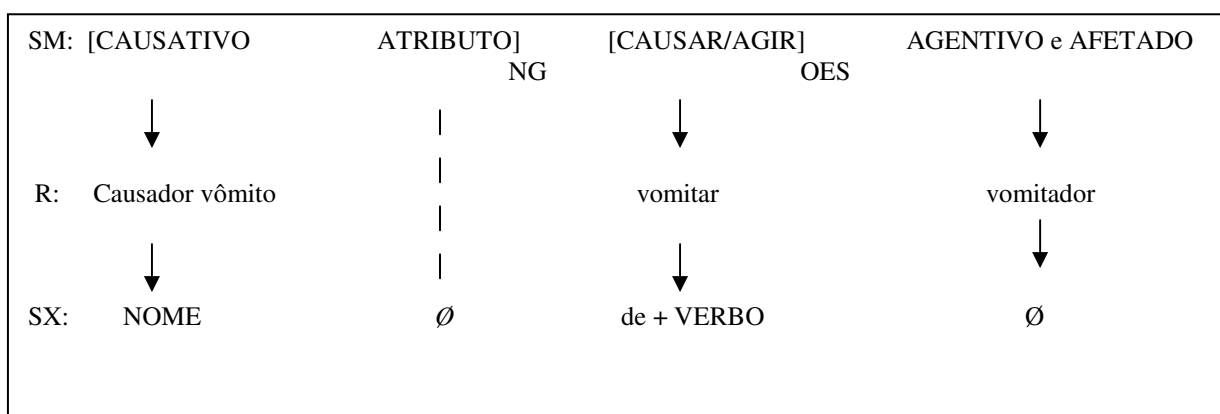 SM: [CAUSATIVO ATRIBUTO] [CAUSAR/AGIR] AGENTIVO e AFETADO
NG OES
R: Causador vômito vomitar vomitador
SX: NOME Ø de + VERBO Ø